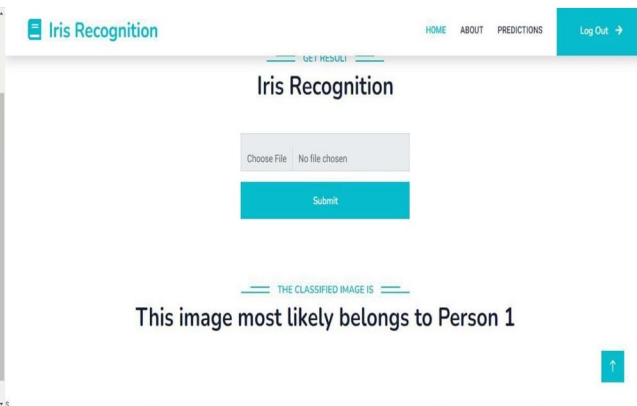 Iris Recognition
HOME ABOUT PREDICTIONS Log Out →
GET RESULT
Iris Recognition
Choose File No file chosen
Submit
THE CLASSIFIED IMAGE IS
This image most likely belongs to Person 1
↑
s